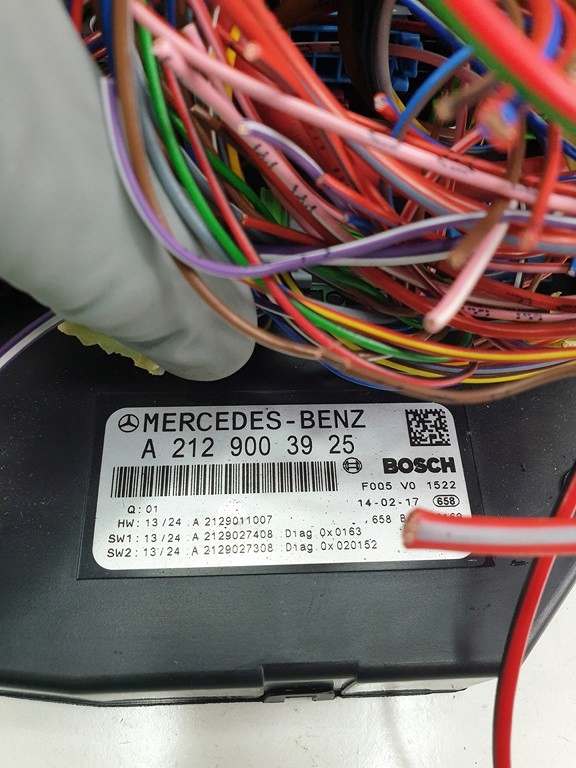 MERCEDES-BENZ
A 212 900 39 25
BOSCH
F005 V0 1522
14-02-17 658
Q: 01
HW: 13/24 .A 2129011007 ,658
SW1: 13/24 .A 2129027408 :Diag.0x0163
SW2: 13/24 .A 2129027308 :Diag.0x020152